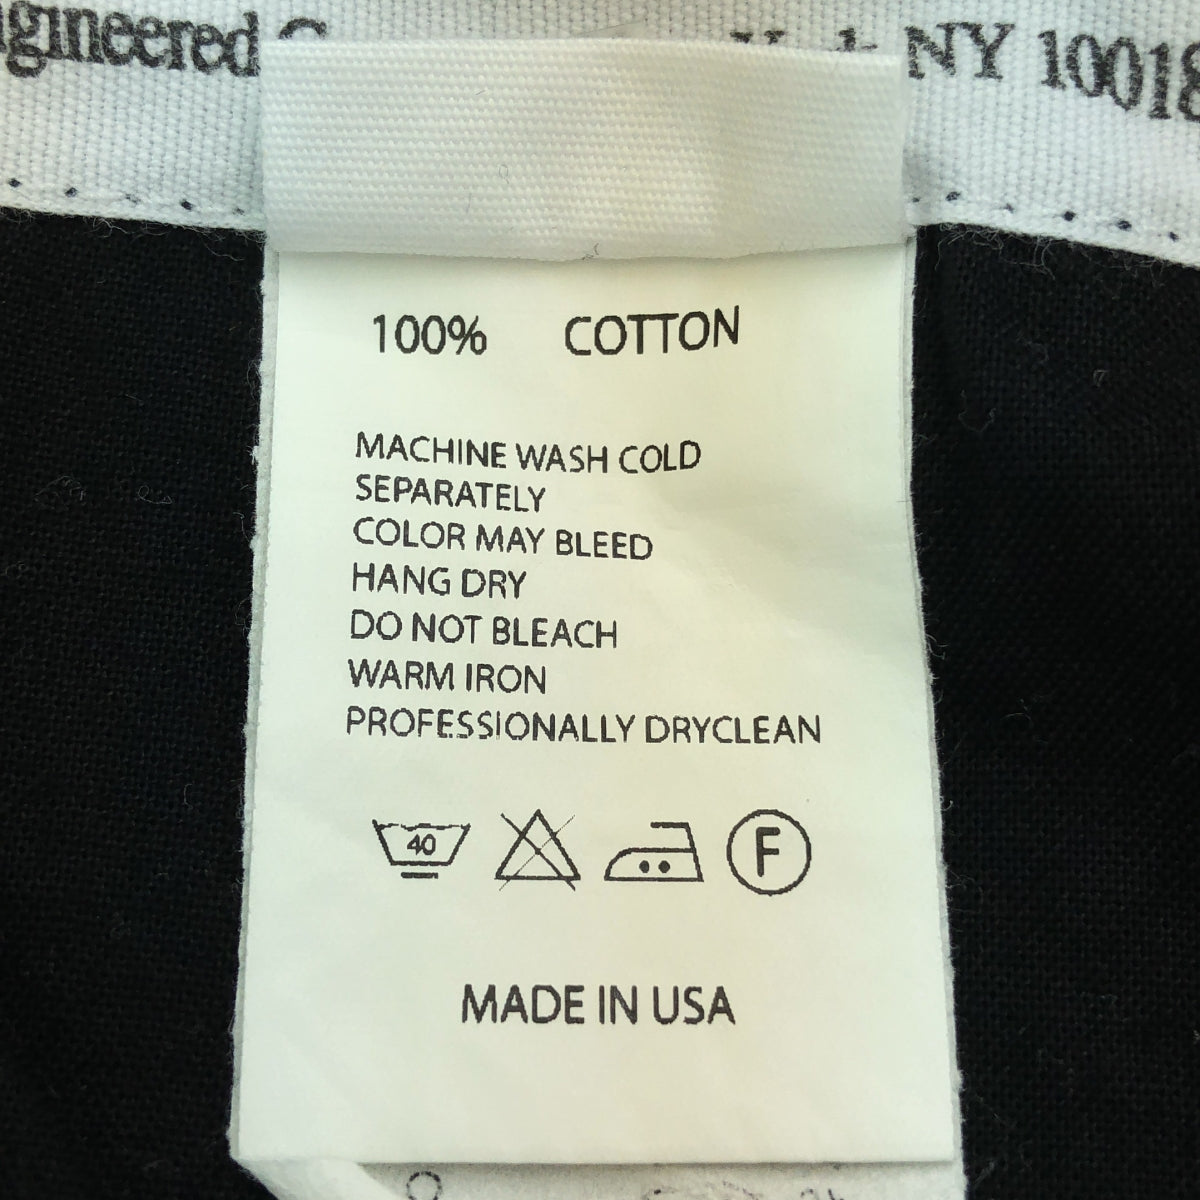 gineered NY 10018
100% COTTON
MACHINE WASH COLD
SEPARATELY
COLOR MAY BLEED
HANG DRY
DO NOT BLEACH
WARM IRON
PROFESSIONALLY DRYCLEAN
40 F
MADE IN USA